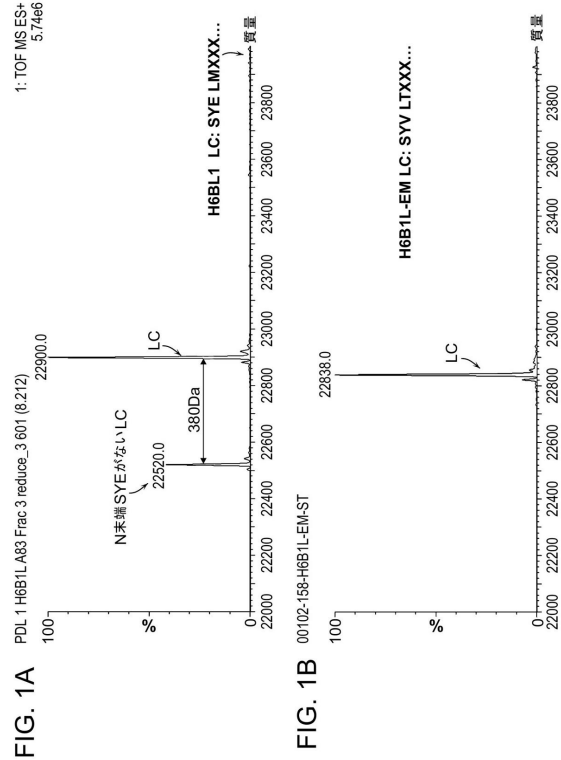 FIG. 1A
PDL 1 H6B1L A83 Frac 3 reduce_3 601 (8.212)
1: TOF MS ES+
5.74e6
100
%
0
22900.0
LC
N末端SYEがないLC
22520.0
380Da
H6BL1 LC: SYE LMXXX...
22000 22200 22400 22600 22800 23000 23200 23400 23600 23800
質量
FIG. 1B
00102-158-H6B1L-EM-ST
100
%
0
22838.0
LC
H6B1L-EM LC: SYV LTXXX...
22000 22200 22400 22600 22800 23000 23200 23400 23600 23800
質量